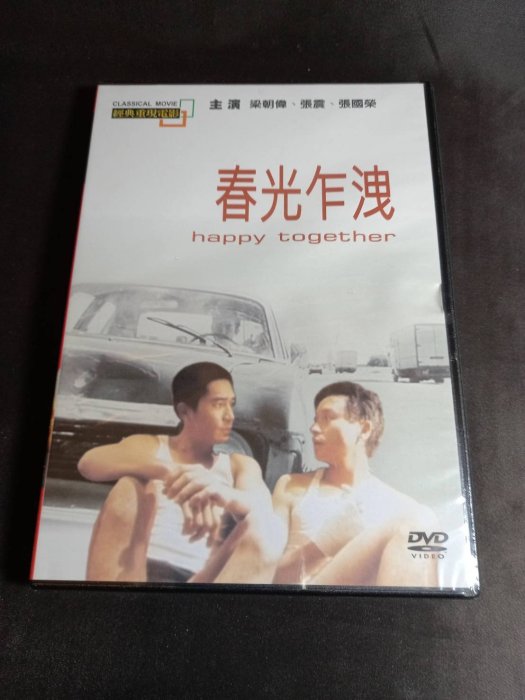 CLASSICAL MOVIE
經典重現電影
主演 梁朝偉、張震、張國榮
春光乍洩
happy together
DVD
VIDEO